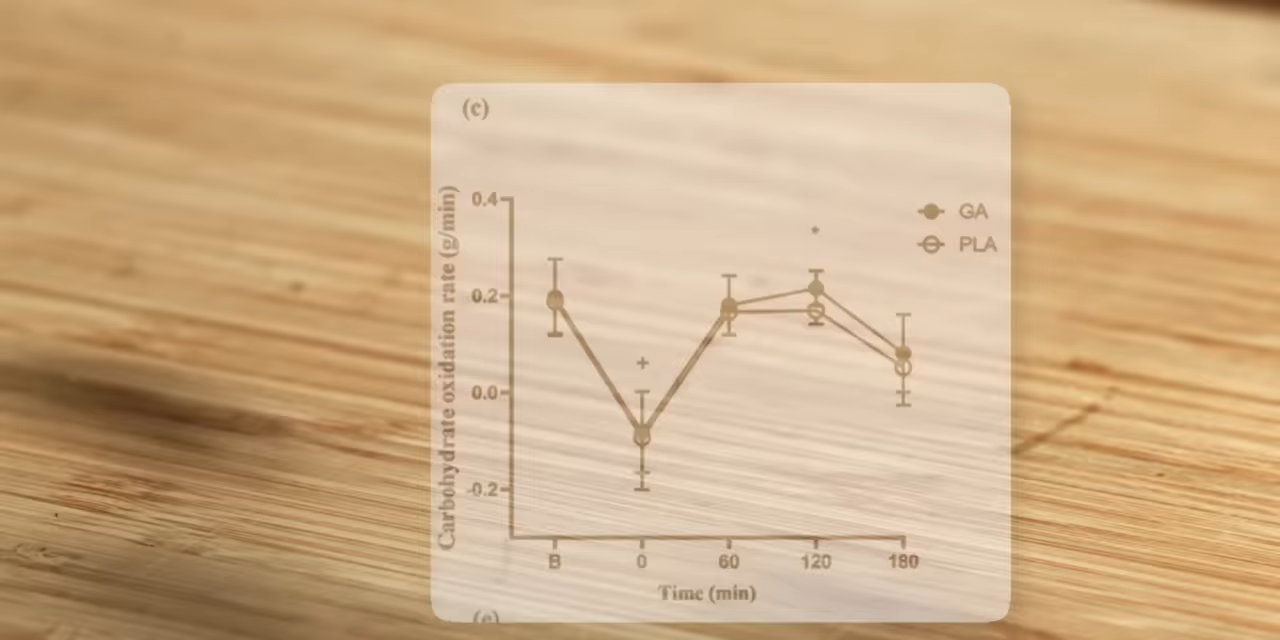 (c)
Carbohydrate oxidation rate (g/min)
0.4
0.2
0.0
-0.2
GA
PLA
*
+
B 0 60 120 180
Time (min)
(e)